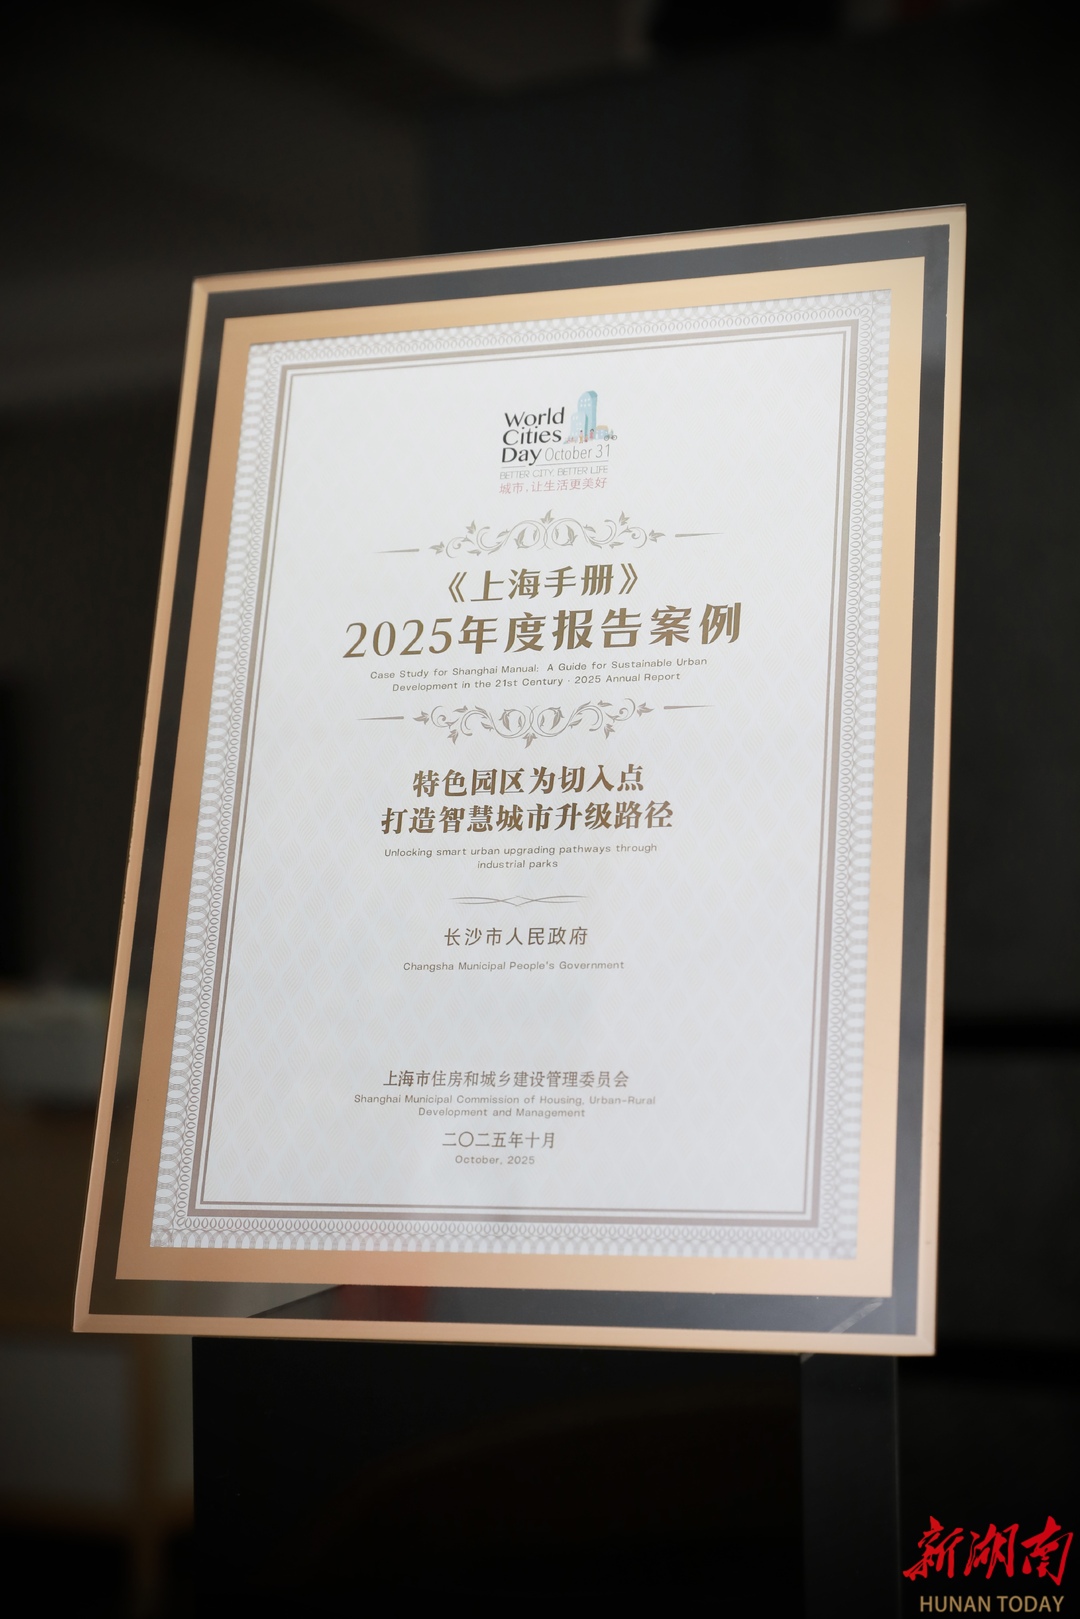 World
Cities
Day October 31
BETTER CITY, BETTER LIFE
城市，让生活更美好
《上海手册》
2025年度报告案例
Case Study for Shanghai Manual: A Guide for Sustainable Urban
Development in the 21st Century · 2025 Annual Report
特色园区为切入点
打造智慧城市升级路径
Unlocking smart urban upgrading pathways through
industrial parks
长沙市人民政府
Changsha Municipal People's Government
上海市住房和城乡建设管理委员会
Shanghai Municipal Commission of Housing, Urban-Rural
Development and Management
二〇二五年十月
October, 2025
新湖南
HUNAN TODAY